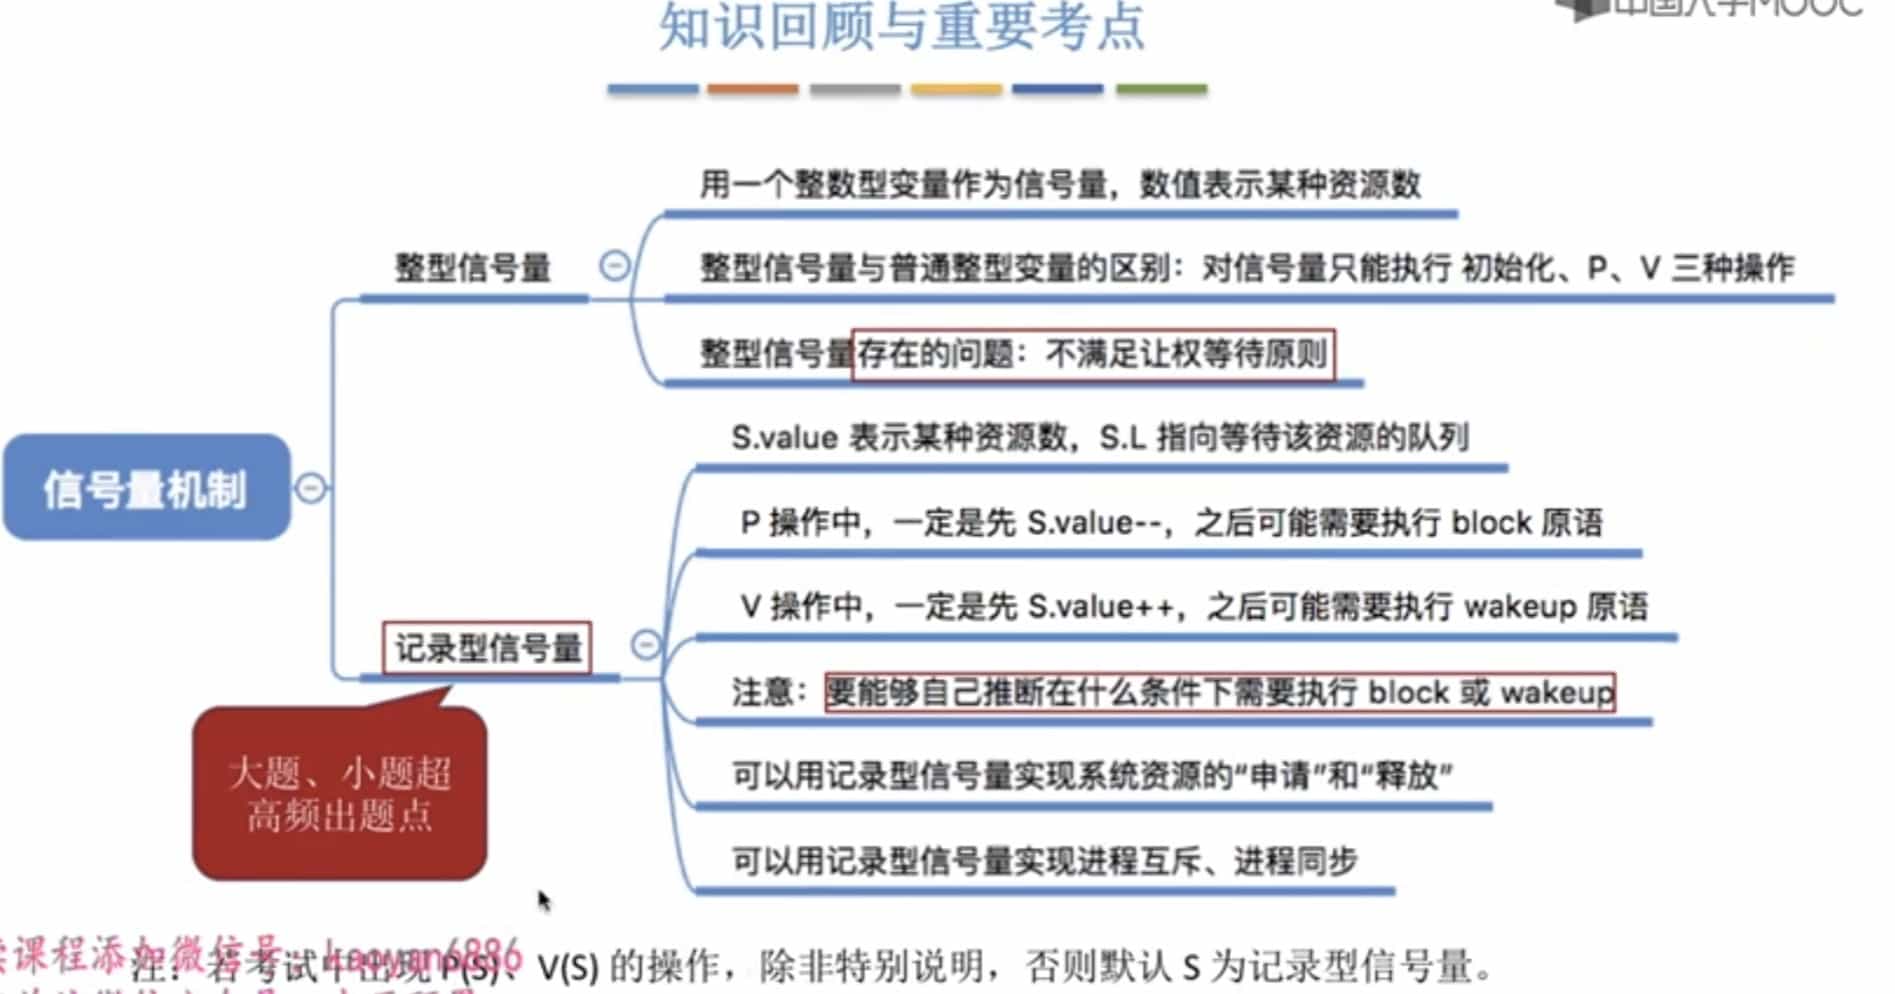 中国大学MOOC
知识回顾与重要考点
用一个整数型变量作为信号量，数值表示某种资源数
整型信号量
整型信号量与普通整型变量的区别：对信号量只能执行 初始化、P、V 三种操作
整型信号量存在的问题：不满足让权等待原则
信号量机制
S.value 表示某种资源数，S.L 指向等待该资源的队列
P 操作中，一定是先 S.value--，之后可能需要执行 block 原语
V 操作中，一定是先 S.value++，之后可能需要执行 wakeup 原语
记录型信号量
注意：要能够自己推断在什么条件下需要执行 block 或 wakeup
大题、小题超
高频出题点
可以用记录型信号量实现系统资源的“申请”和“释放”
可以用记录型信号量实现进程互斥、进程同步
课程添加微信号：kaoyan6886
注：若考试中出现 P(S)、V(S) 的操作，除非特别说明，否则默认 S 为记录型信号量。